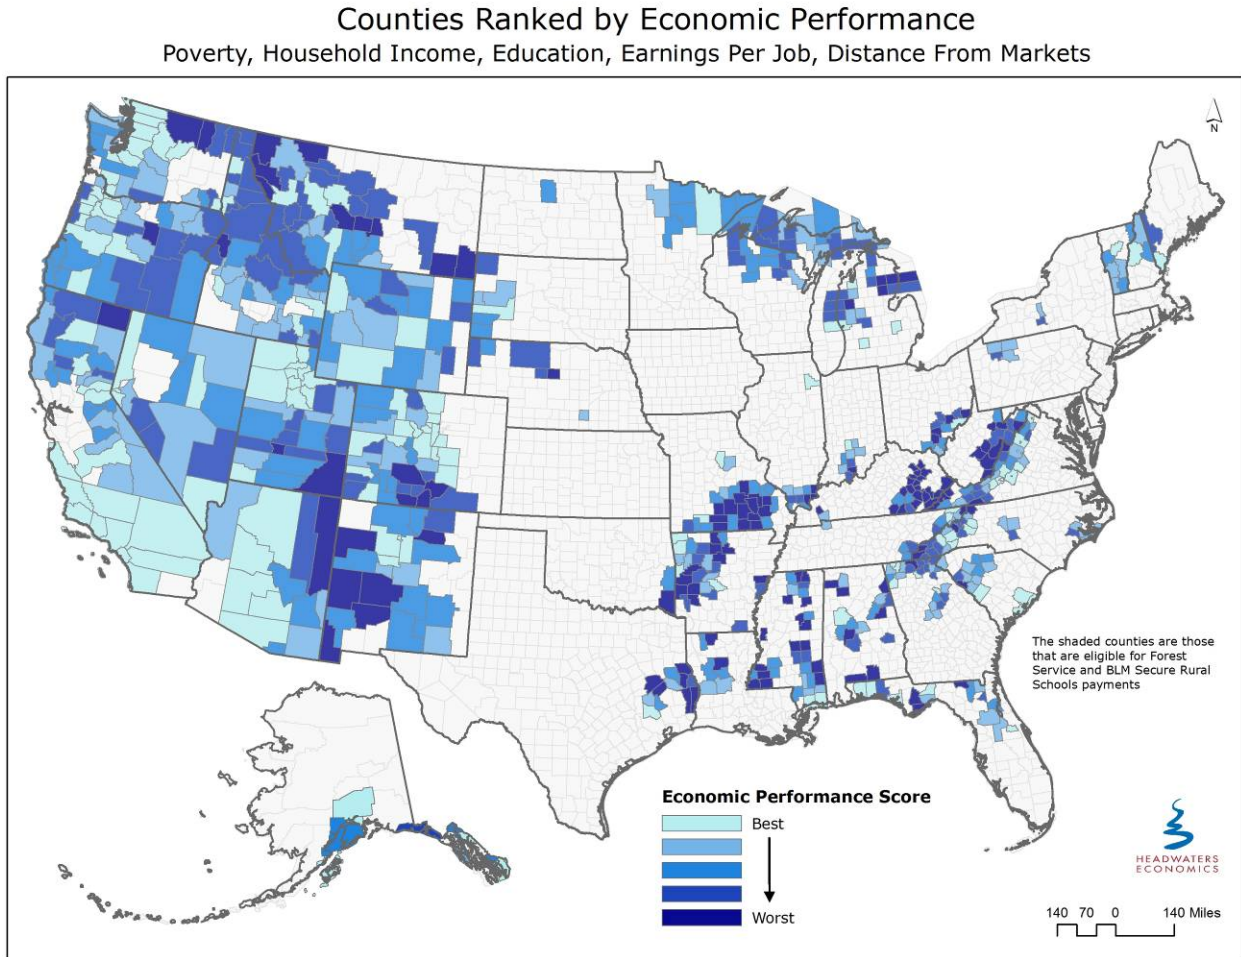 Counties Ranked by Economic Performance
Poverty, Household Income, Education, Earnings Per Job, Distance From Markets
N
The shaded counties are those
that are eligible for Forest
Service and BLM Secure Rural
Schools payments
Economic Performance Score
Best
Worst
HEADWATERS
ECONOMICS
140 70 0 140 Miles